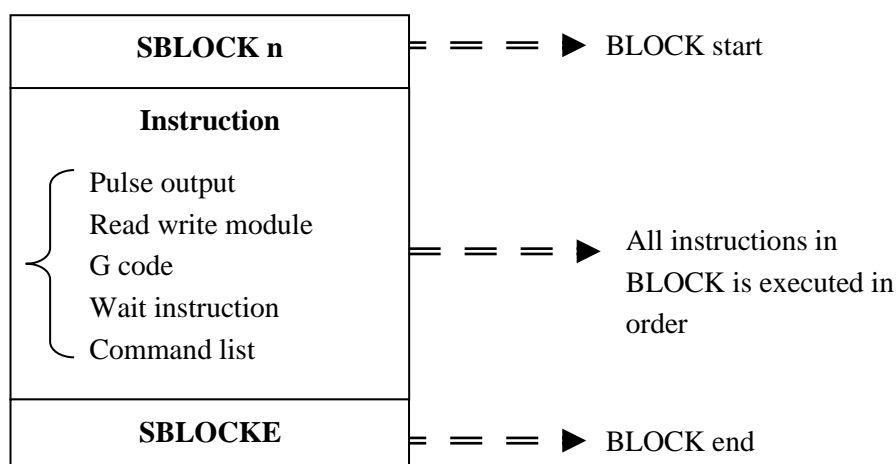 SBLOCK n
BLOCK start
Instruction
Pulse output
Read write module
G code
Wait instruction
Command list
All instructions in
BLOCK is executed in
order
SBLOCKE
BLOCK end